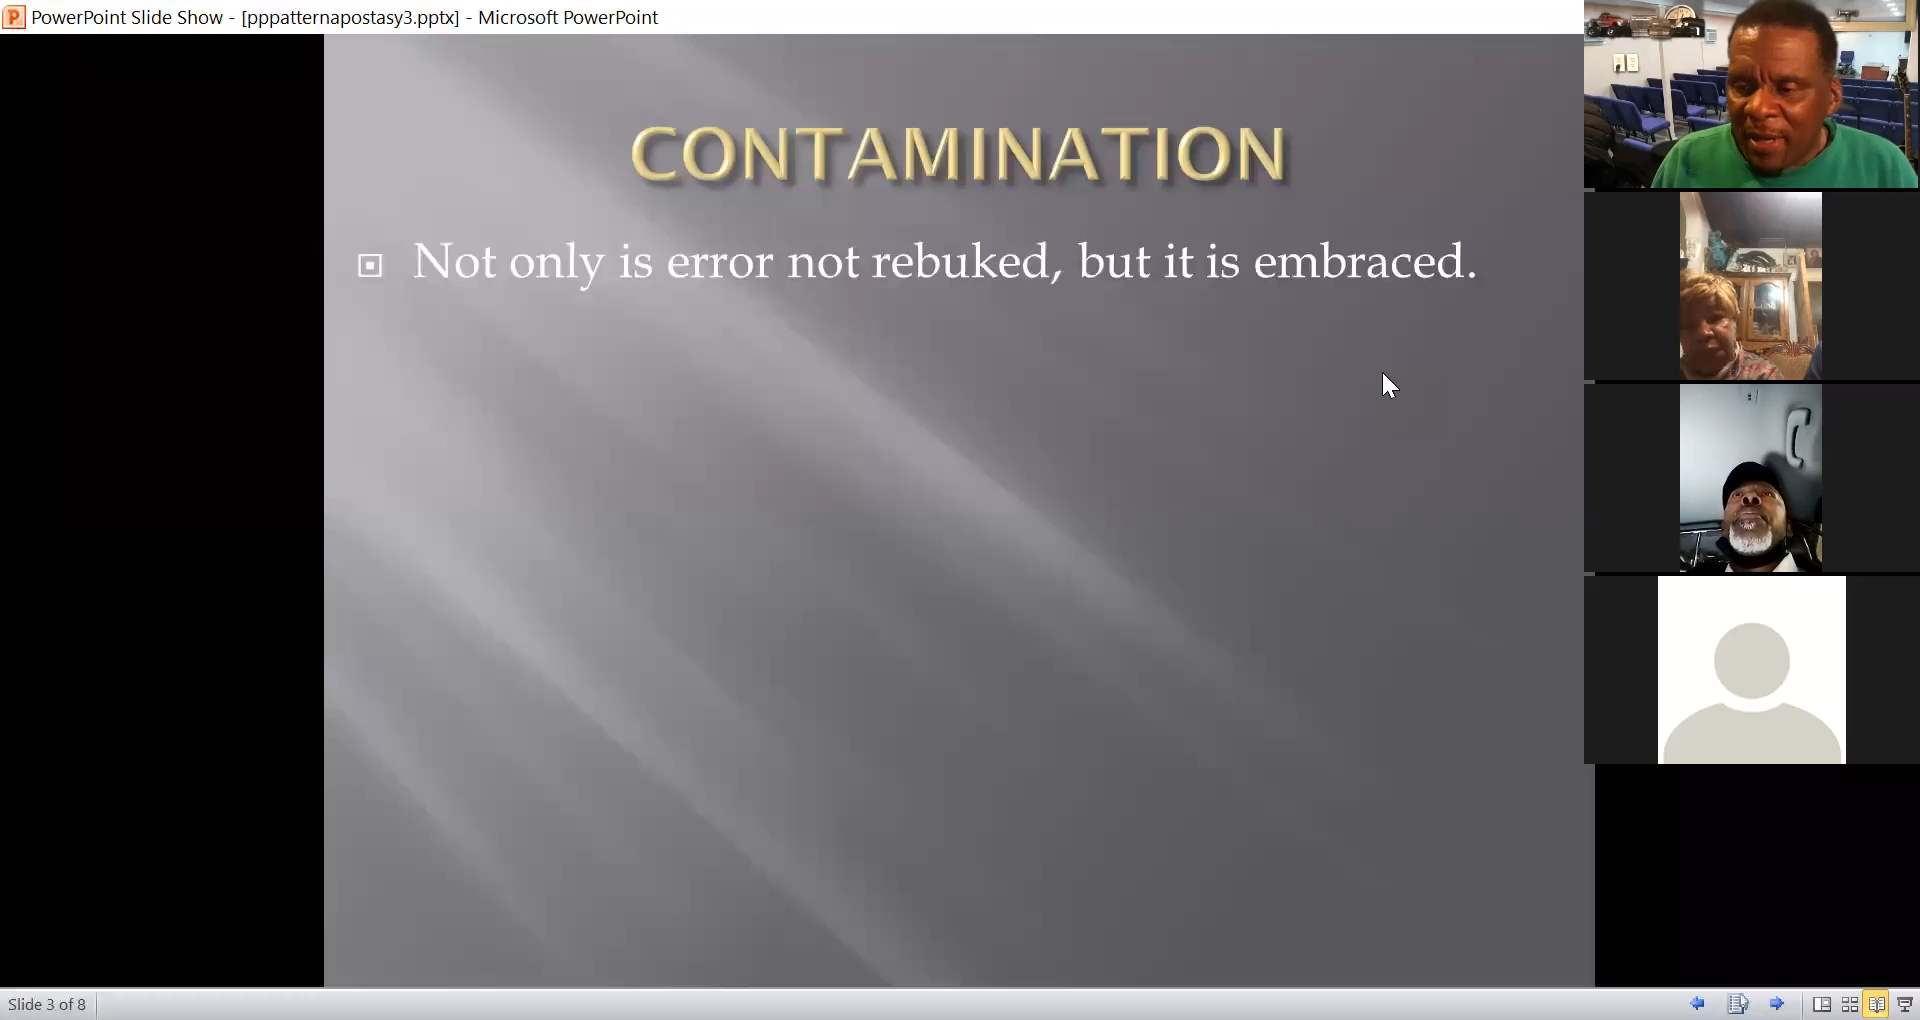 PowerPoint Slide Show - [pppatternapostasy3.pptx] - Microsoft PowerPoint
CONTAMINATION
Not only is error not rebuked, but it is embraced.
Slide 3 of 8